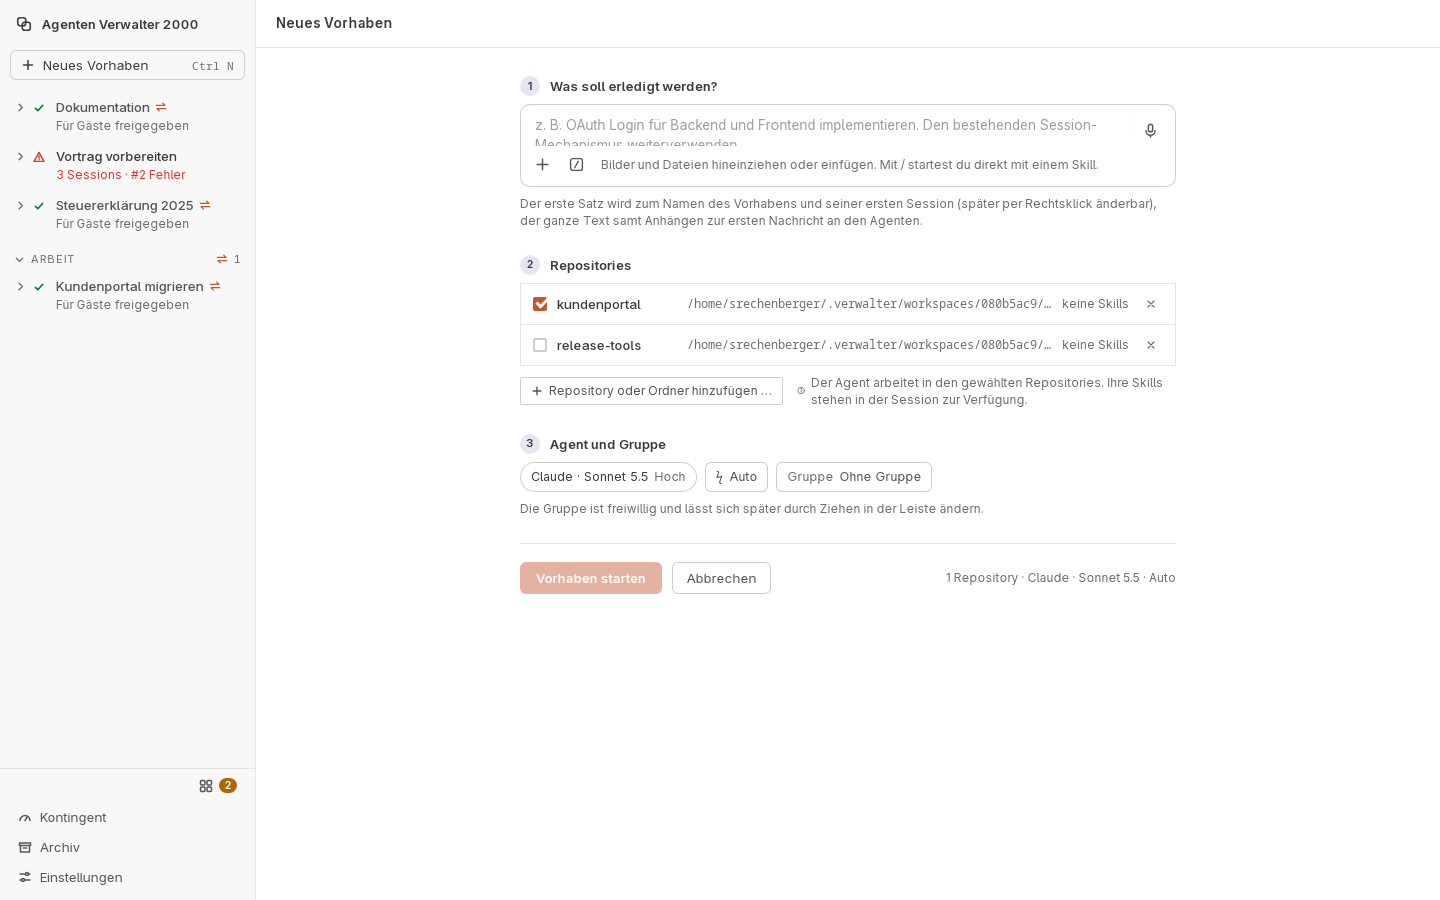 Agenten Verwalter 2000
Neues Vorhaben Ctrl N
Dokumentation
Für Gäste freigegeben
Vortrag vorbereiten
3 Sessions · #2 Fehler
Steuererklärung 2025
Für Gäste freigegeben
ARBEIT 1
Kundenportal migrieren
Für Gäste freigegeben
2
Kontingent
Archiv
Einstellungen
Neues Vorhaben
1 Was soll erledigt werden?
z. B. OAuth Login für Backend und Frontend implementieren. Den bestehenden Session-
Mechanismus weiterverwenden
Bilder und Dateien hineinziehen oder einfügen. Mit / startest du direkt mit einem Skill.
Der erste Satz wird zum Namen des Vorhabens und seiner ersten Session (später per Rechtsklick änderbar),
der ganze Text samt Anhängen zur ersten Nachricht an den Agenten.
2 Repositories
kundenportal /home/srechenberger/.verwalter/workspaces/080b5ac9/… keine Skills
release-tools /home/srechenberger/.verwalter/workspaces/080b5ac9/… keine Skills
Repository oder Ordner hinzufügen …
Der Agent arbeitet in den gewählten Repositories. Ihre Skills
stehen in der Session zur Verfügung.
3 Agent und Gruppe
Claude · Sonnet 5.5 Hoch
Auto
Gruppe Ohne Gruppe
Die Gruppe ist freiwillig und lässt sich später durch Ziehen in der Leiste ändern.
Vorhaben starten
Abbrechen
1 Repository · Claude · Sonnet 5.5 · Auto